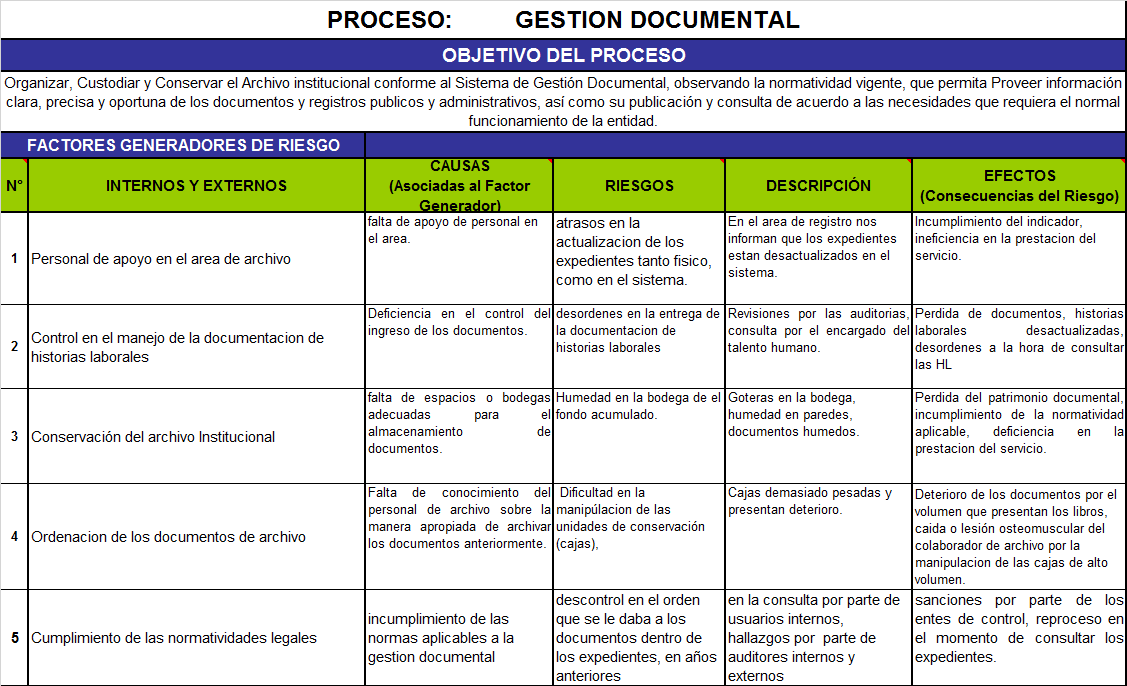 PROCESO: GESTION DOCUMENTAL
OBJETIVO DEL PROCESO
Organizar, Custodiar y Conservar el Archivo institucional conforme al Sistema de Gestión Documental, observando la normatividad vigente, que permita Proveer información
clara, precisa y oportuna de los documentos y registros publicos y administrativos, así como su publicación y consulta de acuerdo a las necesidades que requiera el normal
funcionamiento de la entidad.
FACTORES GENERADORES DE RIESGO
N°
INTERNOS Y EXTERNOS
CAUSAS
(Asociadas al Factor
Generador)
RIESGOS
DESCRIPCIÓN
EFECTOS
(Consecuencias del Riesgo)
1
Personal de apoyo en el area de archivo
falta de apoyo de personal en
el area.
atrasos en la
actualizacion de los
expedientes tanto fisico,
como en el sistema.
En el area de registro nos
informan que los expedientes
estan desactualizados en el
sistema.
Incumplimiento del indicador,
ineficiencia en la prestacion del
servicio.
2
Control en el manejo de la documentacion de
historias laborales
Deficiencia en el control del
ingreso de los documentos.
desordenes en la entrega de
la documentacion de
historias laborales
Revisiones por las auditorias,
consulta por el encargado del
talento humano.
Perdida de documentos, historias
laborales desactualizadas,
desordenes a la hora de consultar
las HL
3
Conservación del archivo Institucional
falta de espacios o bodegas
adecuadas para el
almacenamiento de
documentos.
Humedad en la bodega de el
fondo acumulado.
Goteras en la bodega,
humedad en paredes,
documentos humedos.
Perdida del patrimonio documental,
incumplimiento de la normatividad
aplicable, deficiencia en la
prestacion del servicio.
4
Ordenacion de los documentos de archivo
Falta de conocimiento del
personal de archivo sobre la
manera apropiada de archivar
los documentos anteriormente.
Dificultad en la
manipúlacion de las
unidades de conservación
(cajas),
Cajas demasiado pesadas y
presentan deterioro.
Deterioro de los documentos por el
volumen que presentan los libros,
caida o lesión osteomuscular del
colaborador de archivo por la
manipulacion de las cajas de alto
volumen.
5
Cumplimiento de las normatividades legales
incumplimiento de las
normas aplicables a la
gestion documental
descontrol en el orden
que se le daba a los
documentos dentro de
los expedientes, en años
anteriores
en la consulta por parte de
usuarios internos,
hallazgos por parte de
auditores internos y
externos
sanciones por parte de los
entes de control, reproceso en
el momento de consultar los
expedientes.